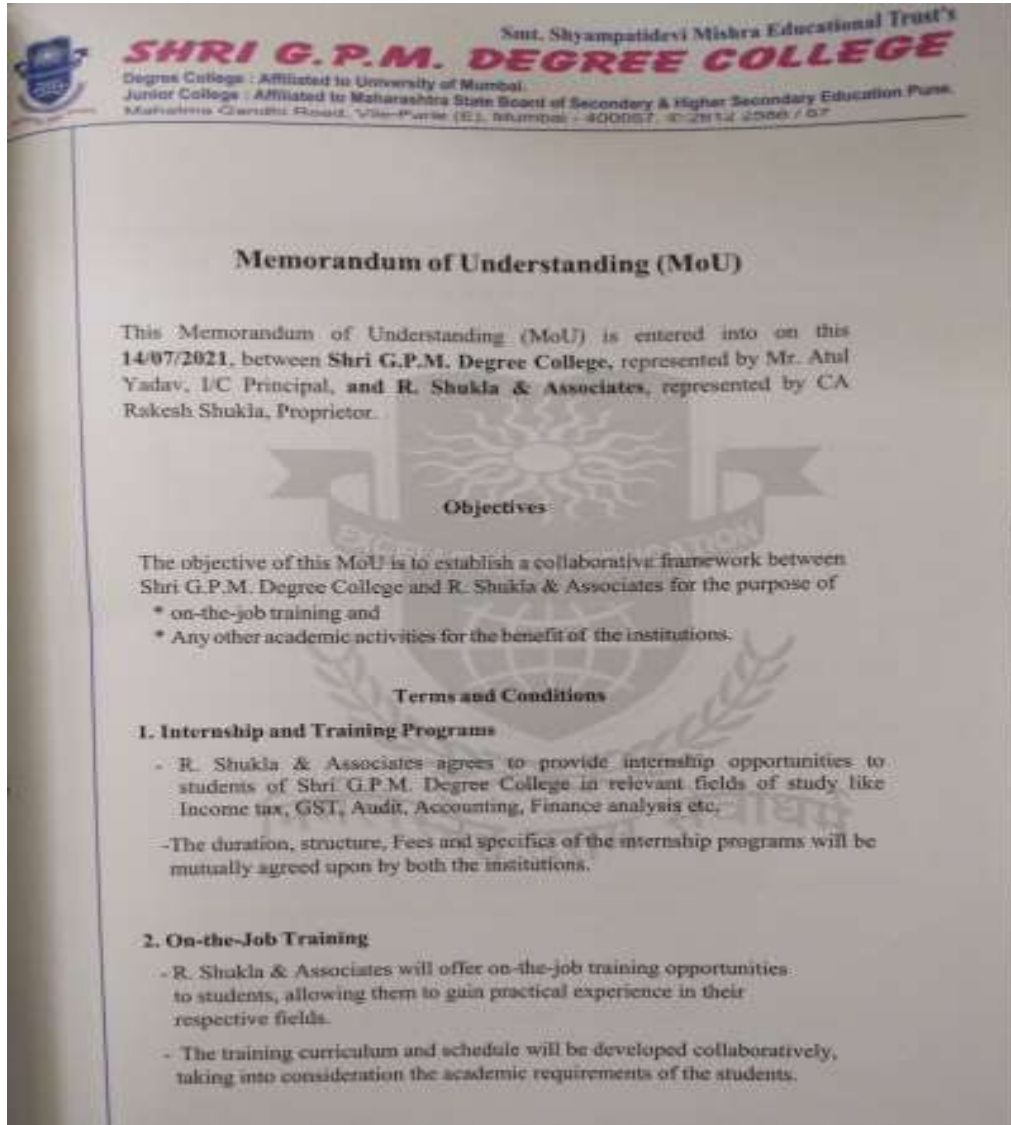 Smt. Shyampatidevi Mishra Educational Trust's
SHRI G.P.M. DEGREE COLLEGE
Degree College : Affiliated to University of Mumbai.
Junior College : Affiliated to Maharashtra State Board of Secondary & Higher Secondary Education Pune.
Mahatma Gandhi Road, Vile-Parle (E), Mumbai - 400057.
Memorandum of Understanding (MoU)
This Memorandum of Understanding (MoU) is entered into on this
14/07/2021, between Shri G.P.M. Degree College, represented by Mr. Atul
Yadav, I/C Principal, and R. Shukla & Associates, represented by CA
Rakesh Shukla, Proprietor.
Objectives
The objective of this MoU is to establish a collaborative framework between
Shri G.P.M. Degree College and R. Shukla & Associates for the purpose of
* on-the-job training and
* Any other academic activities for the benefit of the institutions.
Terms and Conditions
1. Internship and Training Programs
- R. Shukla & Associates agrees to provide internship opportunities to
students of Shri G.P.M. Degree College in relevant fields of study like
Income tax, GST, Audit, Accounting, Finance analysis etc.
-The duration, structure, Fees and specifics of the internship programs will be
mutually agreed upon by both the institutions.
2. On-the-Job Training
- R. Shukla & Associates will offer on-the-job training opportunities
to students, allowing them to gain practical experience in their
respective fields.
- The training curriculum and schedule will be developed collaboratively,
taking into consideration the academic requirements of the students.